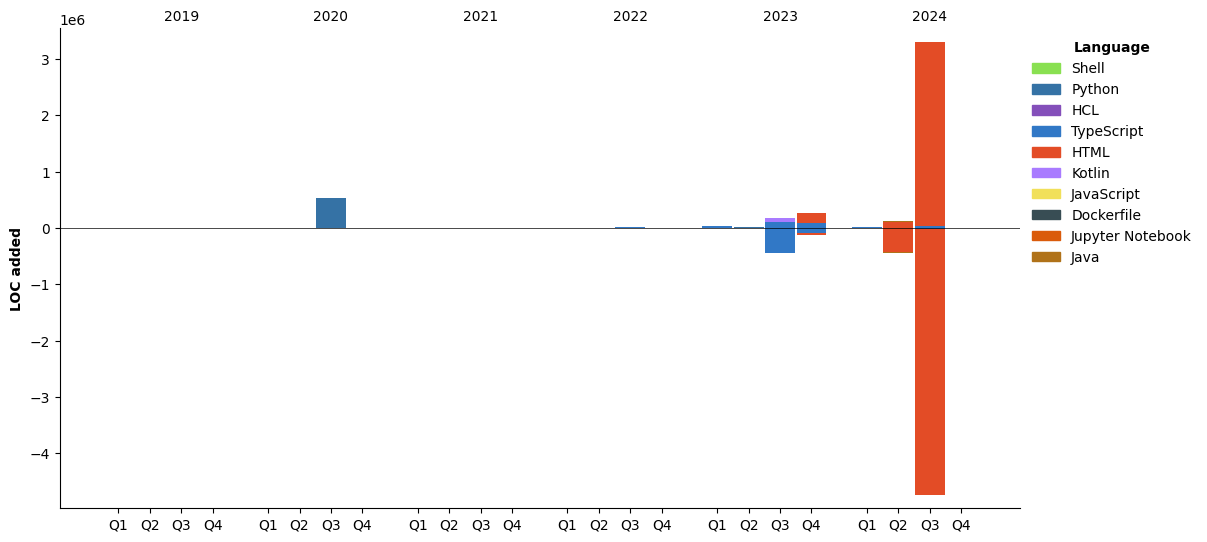 1e6
2019 2020 2021 2022 2023 2024
3
2
1
0
−1
−2
−3
−4
LOC added
Q1 Q2 Q3 Q4 Q1 Q2 Q3 Q4 Q1 Q2 Q3 Q4 Q1 Q2 Q3 Q4 Q1 Q2 Q3 Q4 Q1 Q2 Q3 Q4
Language
Shell
Python
HCL
TypeScript
HTML
Kotlin
JavaScript
Dockerfile
Jupyter Notebook
Java